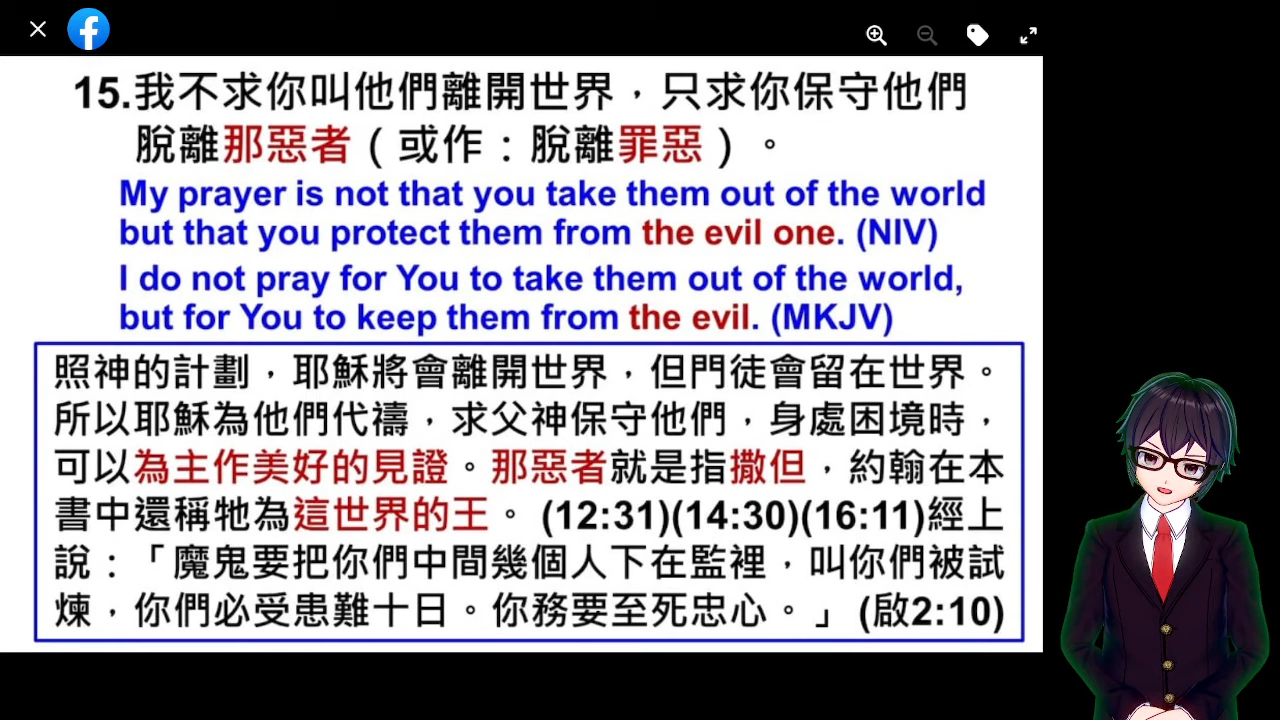 15.我不求你叫他們離開世界，只求你保守他們
脫離那惡者（或作：脫離罪惡）。
My prayer is not that you take them out of the world
but that you protect them from the evil one. (NIV)
I do not pray for You to take them out of the world,
but for You to keep them from the evil. (MKJV)
照神的計劃，耶穌將會離開世界，但門徒會留在世界。
所以耶穌為他們代禱，求父神保守他們，身處困境時，
可以為主作美好的見證。那惡者就是指撒但，約翰在本
書中還稱牠為這世界的王。(12:31)(14:30)(16:11)經上
說：「魔鬼要把你們中間幾個人下在監裡，叫你們被試
煉，你們必受患難十日。你務要至死忠心。」(啟2:10)